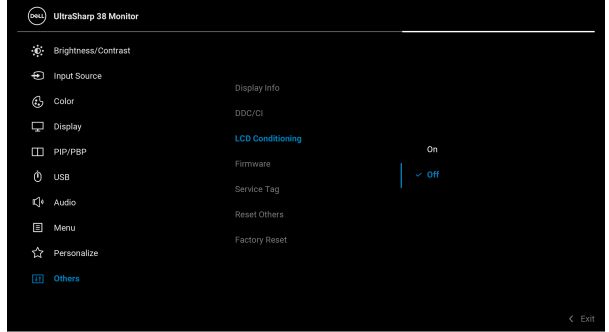 DELL UltraSharp 38 Monitor
Brightness/Contrast
Input Source
Color
Display
PIP/PBP
USB
Audio
Menu
Personalize
Others
Display Info
DDC/CI
LCD Conditioning
Firmware
Service Tag
Reset Others
Factory Reset
On
Off
Exit